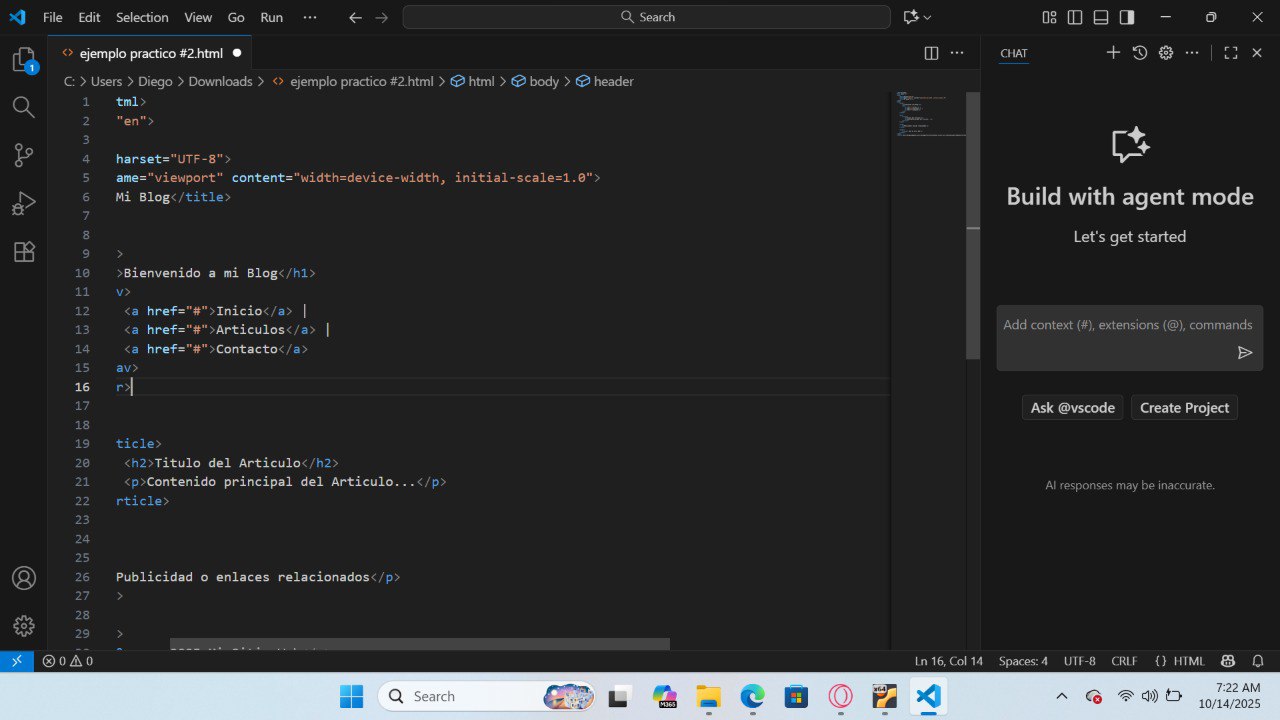 File Edit Selection View Go Run ··· Search
ejemplo practico #2.html
CHAT
C: > Users > Diego > Downloads > ejemplo practico #2.html > html > body > header
1 tml>
2 "en">
3
4 harset="UTF-8">
5 ame="viewport" content="width=device-width, initial-scale=1.0">
6 Mi Blog</title>
7
8
9 >
10 >Bienvenido a mi Blog</h1>
11 v>
12 <a href="#">Inicio</a> |
13 <a href="#">Articulos</a> |
14 <a href="#">Contacto</a>
15 av>
16 r>
17
18
19 ticle>
20 <h2>Titulo del Articulo</h2>
21 <p>Contenido principal del Articulo...</p>
22 rticle>
23
24
25
26 Publicidad o enlaces relacionados</p>
27 >
28
29 >
1
Build with agent mode
Let's get started
Add context (#), extensions (@), commands
Ask @vscode Create Project
AI responses may be inaccurate.
0 0 Ln 16, Col 14 Spaces: 4 UTF-8 CRLF {} HTML
Search
M365
x64
7:22 AM
10/14/2025